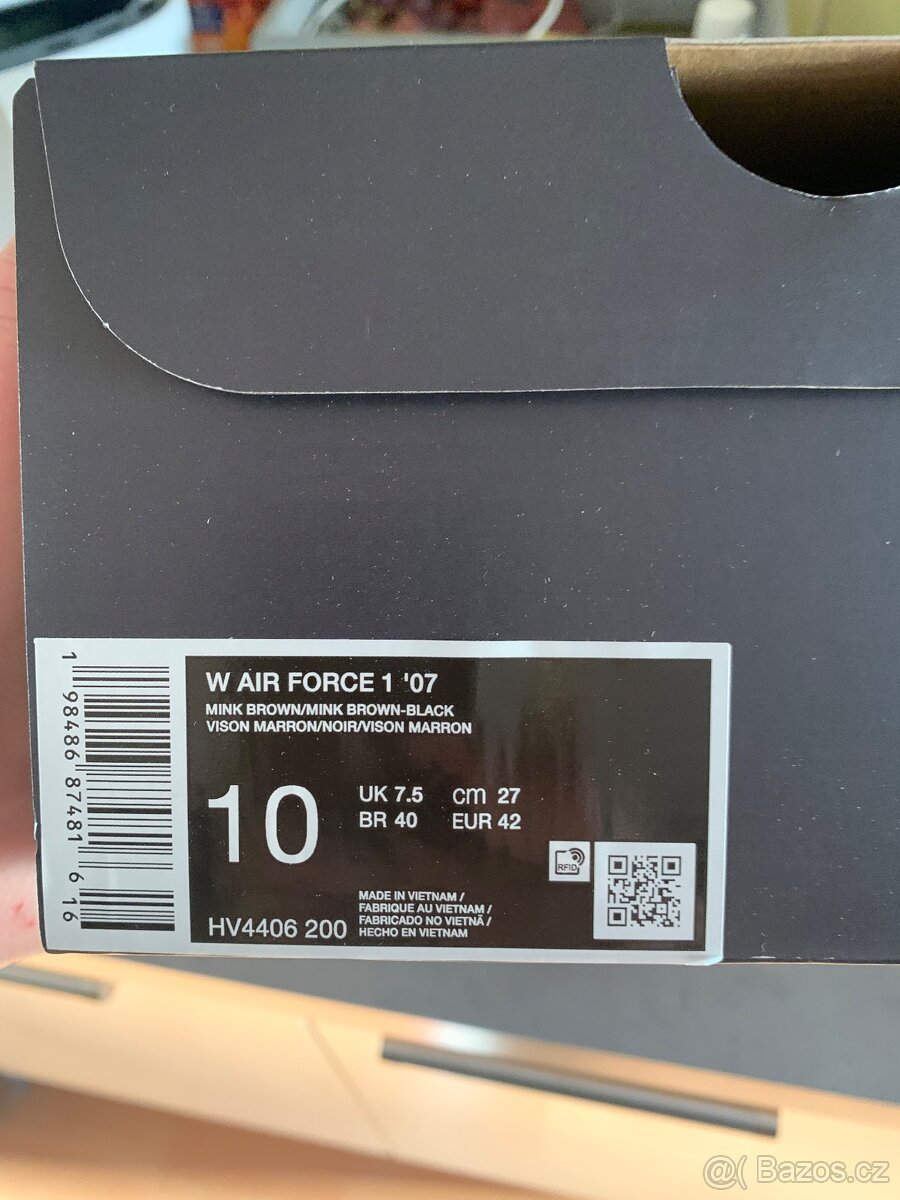 W AIR FORCE 1 '07
MINK BROWN/MINK BROWN-BLACK
VISON MARRON/NOIR/VISON MARRON
10
UK 7.5 cm 27
BR 40 EUR 42
RFID
HV4406 200
MADE IN VIETNAM /
FABRIQUE AU VIETNAM /
FABRICADO NO VIETNÃ /
HECHO EN VIETNAM
1 98486 87481 6 16
@( Bazos.cz